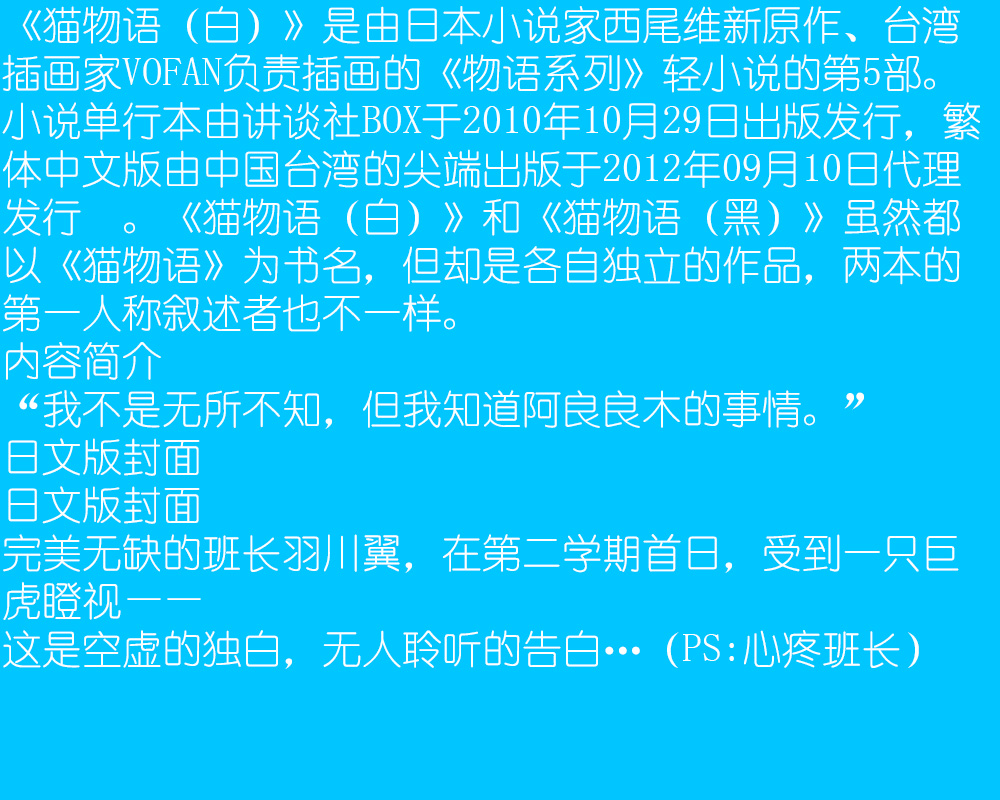 《猫物语（白）》是由日本小说家西尾维新原作、台湾
插画家VOFAN负责插画的《物语系列》轻小说的第5部。
小说单行本由讲谈社BOX于2010年10月29日出版发行，繁
体中文版由中国台湾的尖端出版于2012年09月10日代理
发行　。《猫物语（白）》和《猫物语（黑）》虽然都
以《猫物语》为书名，但却是各自独立的作品，两本的
第一人称叙述者也不一样。
内容简介
“我不是无所不知，但我知道阿良良木的事情。”
日文版封面
日文版封面
完美无缺的班长羽川翼，在第二学期首日，受到一只巨
虎瞪视——
这是空虚的独白，无人聆听的告白…（PS:心疼班长）